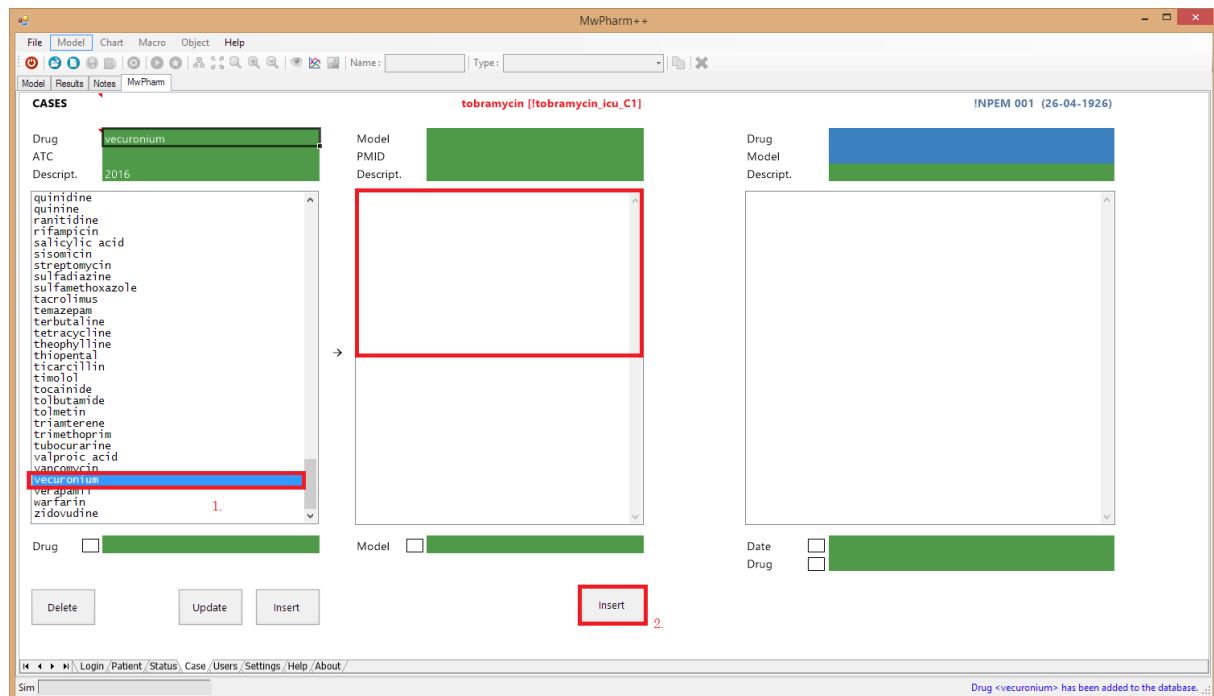 MwPharm++
File Model Chart Macro Object Help
Name: Type:
Model Results Notes MwPharm
CASES tobramycin [!tobramycin_icu_C1] !NPEM 001 (26-04-1926)
Drug vecuronium Model Drug
ATC PMID Model
Descript. 2016 Descript. Descript.
quinidine
quinine
ranitidine
rifampicin
salicylic acid
sisomicin
streptomycin
sulfadiazine
sulfamethoxazole
tacrolimus
temazepam
terbutaline
tetracycline
theophylline
thiopental
→
ticarcillin
timolol
tocainide
tolbutamide
tolmetin
triamterene
trimethoprim
tubocurarine
valproic acid
vancomycin
vecuronium
verapamil
warfarin
1.
zidovudine
Drug Model Date
Drug
Delete Update Insert Insert
2.
Login Patient Status Case Users Settings Help About
Sim Drug <vecuronium> has been added to the database.